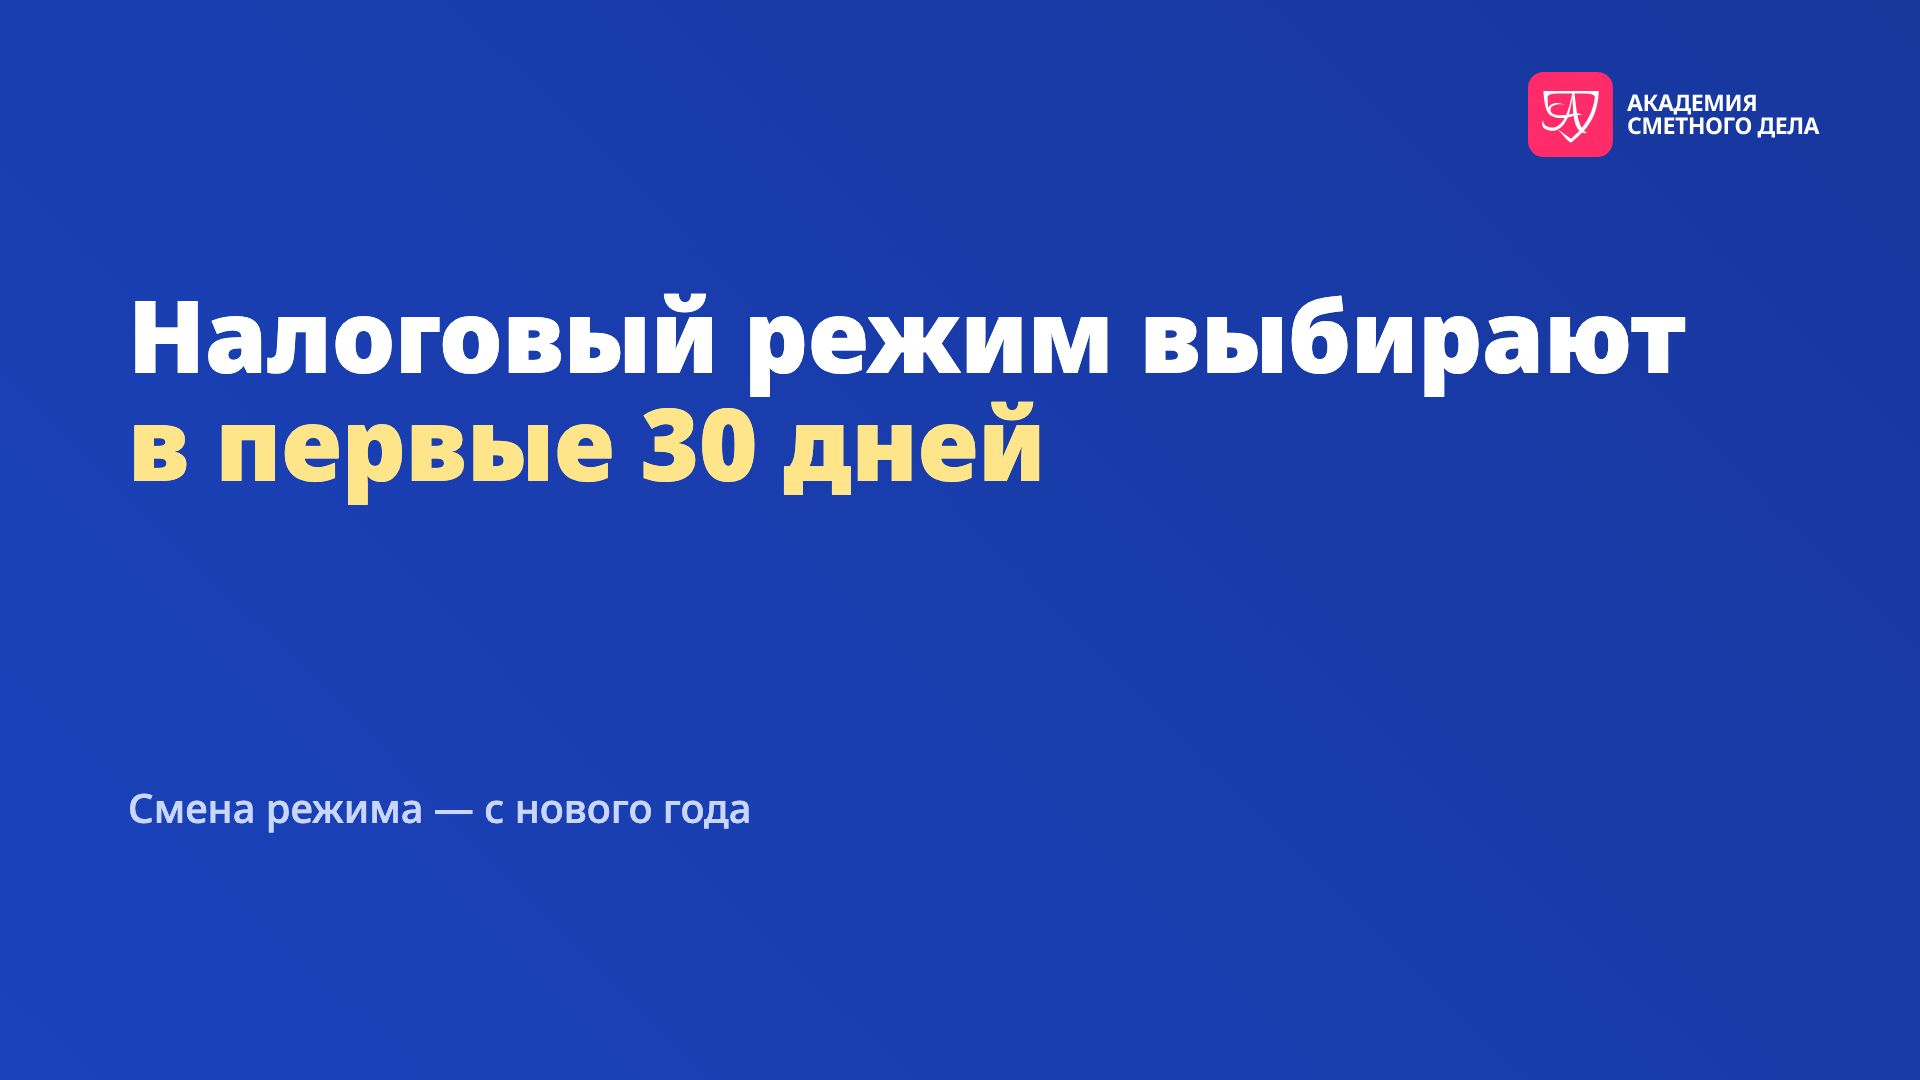 АКАДЕМИЯ
СМЕТНОГО ДЕЛА
Налоговый режим выбирают
в первые 30 дней
Смена режима — с нового года